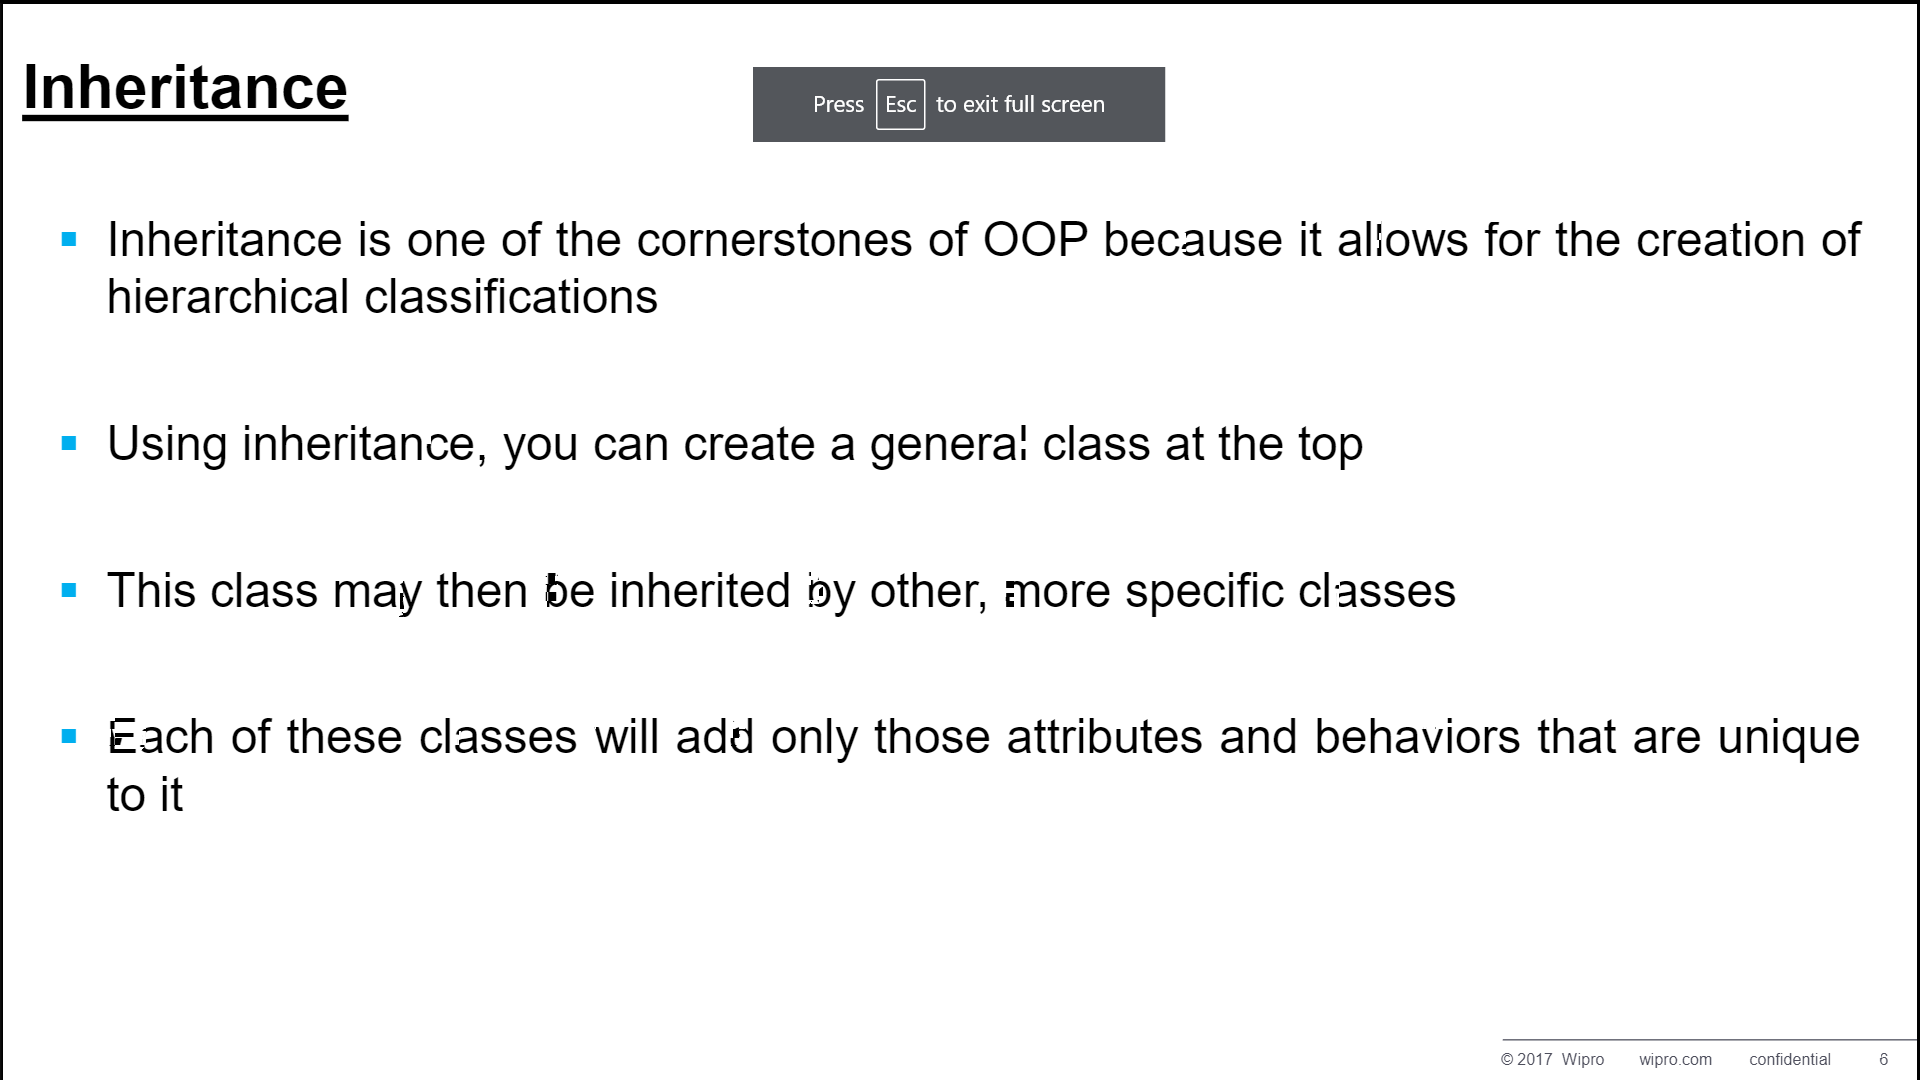 Inheritance
Press Esc to exit full screen
Inheritance is one of the cornerstones of OOP because it allows for the creation of
hierarchical classifications
Using inheritance, you can create a general class at the top
This class may then be inherited by other, more specific classes
Each of these classes will add only those attributes and behaviors that are unique
to it
© 2017 Wipro wipro.com confidential 6